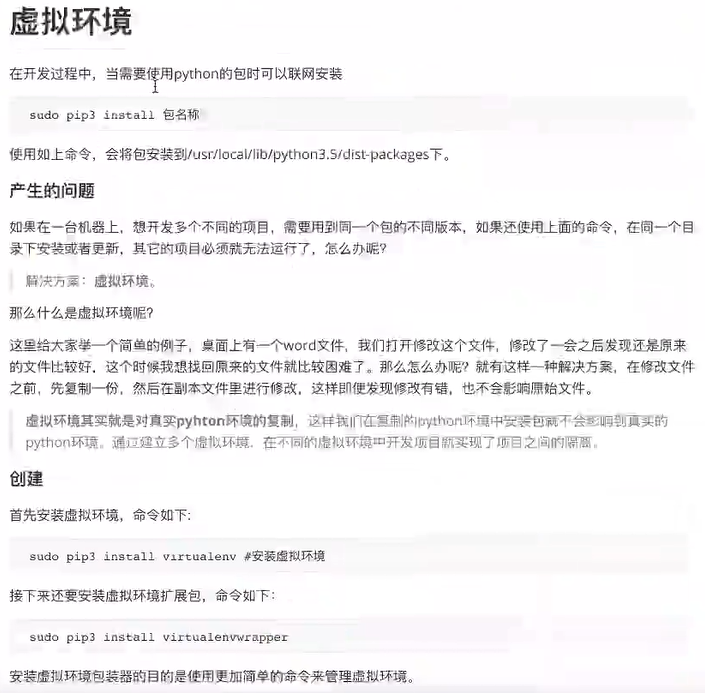 虚拟环境
在开发过程中，当需要使用python的包时可以联网安装
sudo pip3 install 包名称
使用如上命令，会将包安装到/usr/local/lib/python3.5/dist-packages下。
产生的问题
如果在一台机器上，想开发多个不同的项目，需要用到同一个包的不同版本，如果还使用上面的命令，在同一个目
录下安装或者更新，其它的项目必须就无法运行了，怎么办呢?
解决方案：虚拟环境。
那么什么是虚拟环境呢?
这里给大家举一个简单的例子，桌面上有一个word文件，我们打开修改这个文件，修改了一会之后发现还是原来
的文件比较好，这个时候我想找回原来的文件就比较困难了。那么怎么办呢？就有这样一种解决方案，在修改文件
之前，先复制一份，然后在副本文件里进行修改，这样即便发现修改有错，也不会影响原始文件。
虚拟环境其实就是对真实pyhton环境的复制，这样我们在复制的python环境中安装包就不会影响到真实的
python环境。通过建立多个虚拟环境，在不同的虚拟环境中开发项目就实现了项目之间的隔离。
创建
首先安装虚拟环境，命令如下:
sudo pip3 install virtualenv #安装虚拟环境
接下来还要安装虚拟环境扩展包，命令如下：
sudo pip3 install virtualenvwrapper
安装虚拟环境包装器的目的是使用更加简单的命令来管理虚拟环境。